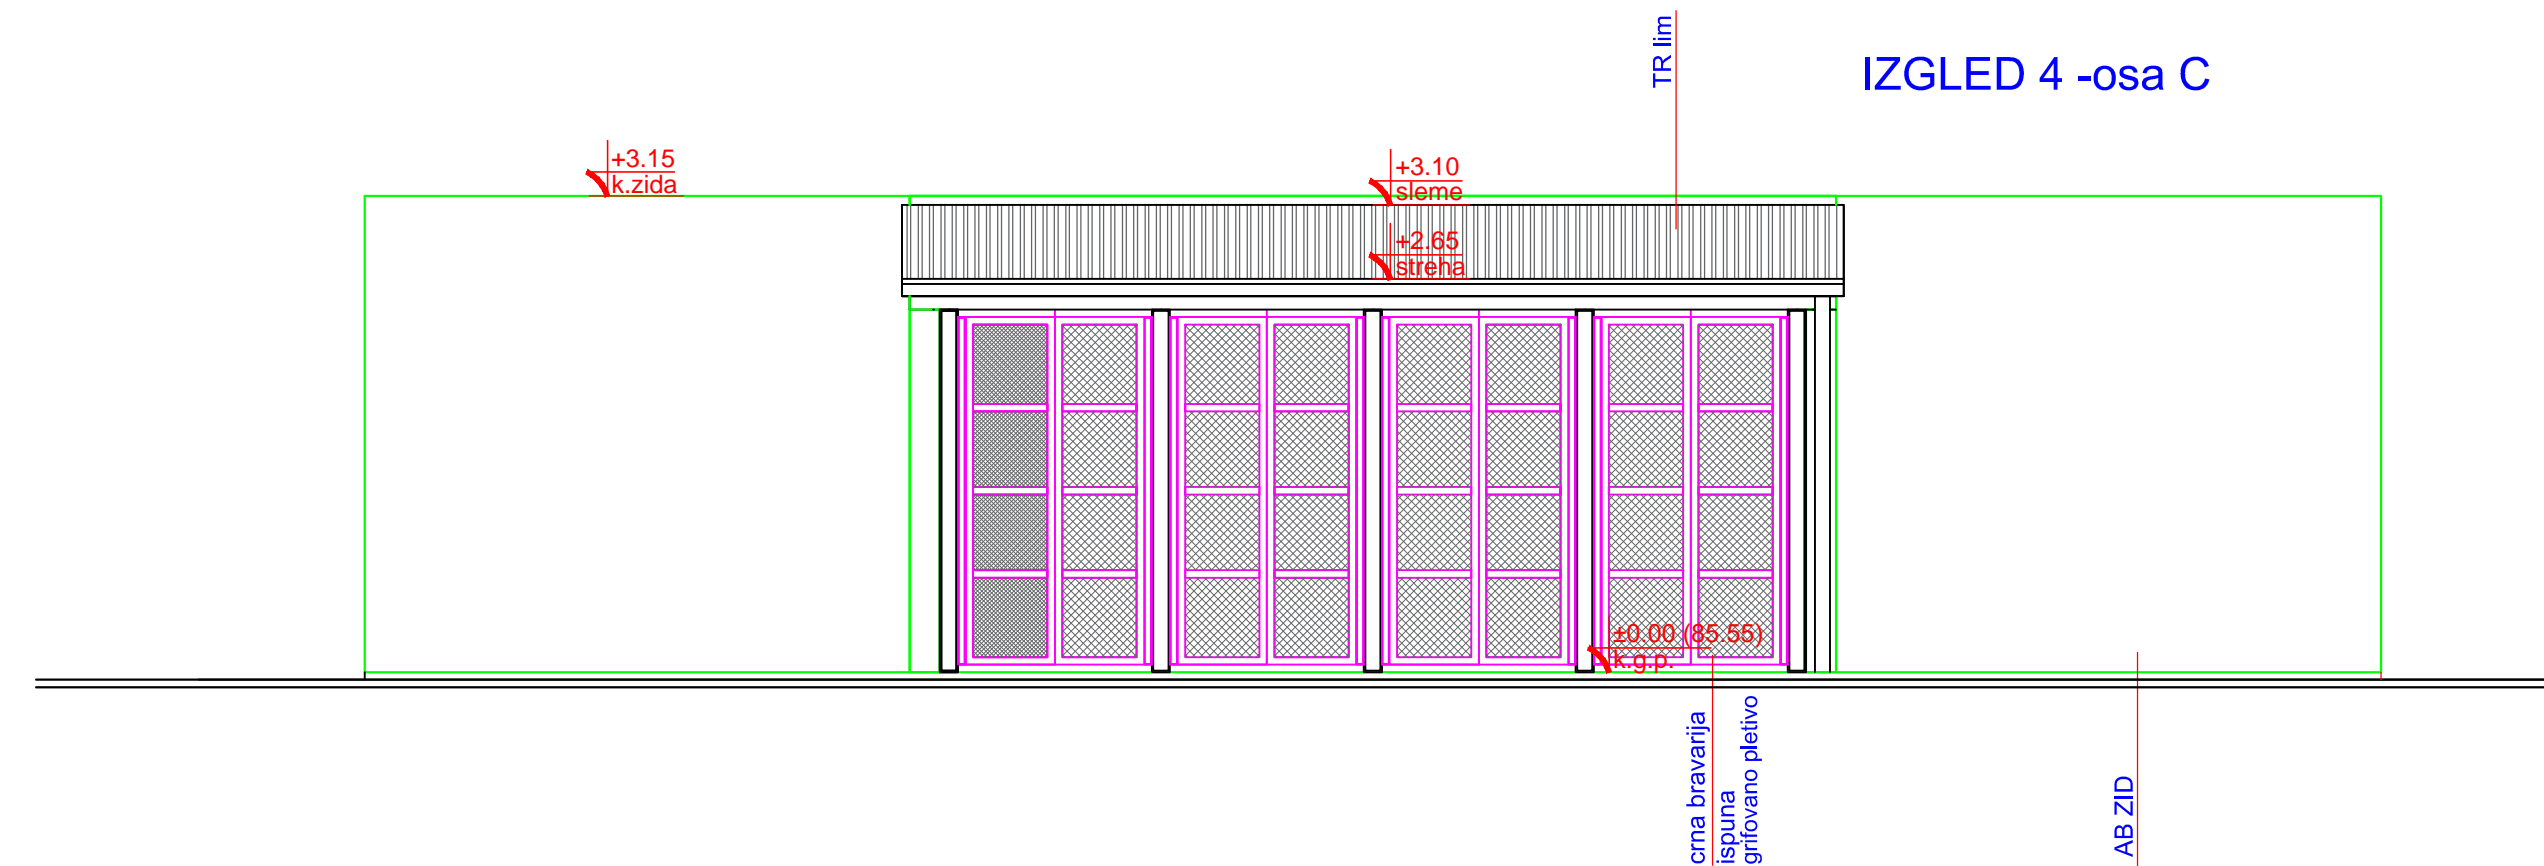 TR lim
IZGLED 4 -osa C
+3.15
k.zida
+3.10
sleme
+2.65
streha
±0.00 (85.55)
k.g.p.
crna bravarija
ispuna
grifovano pletivo
AB ZID